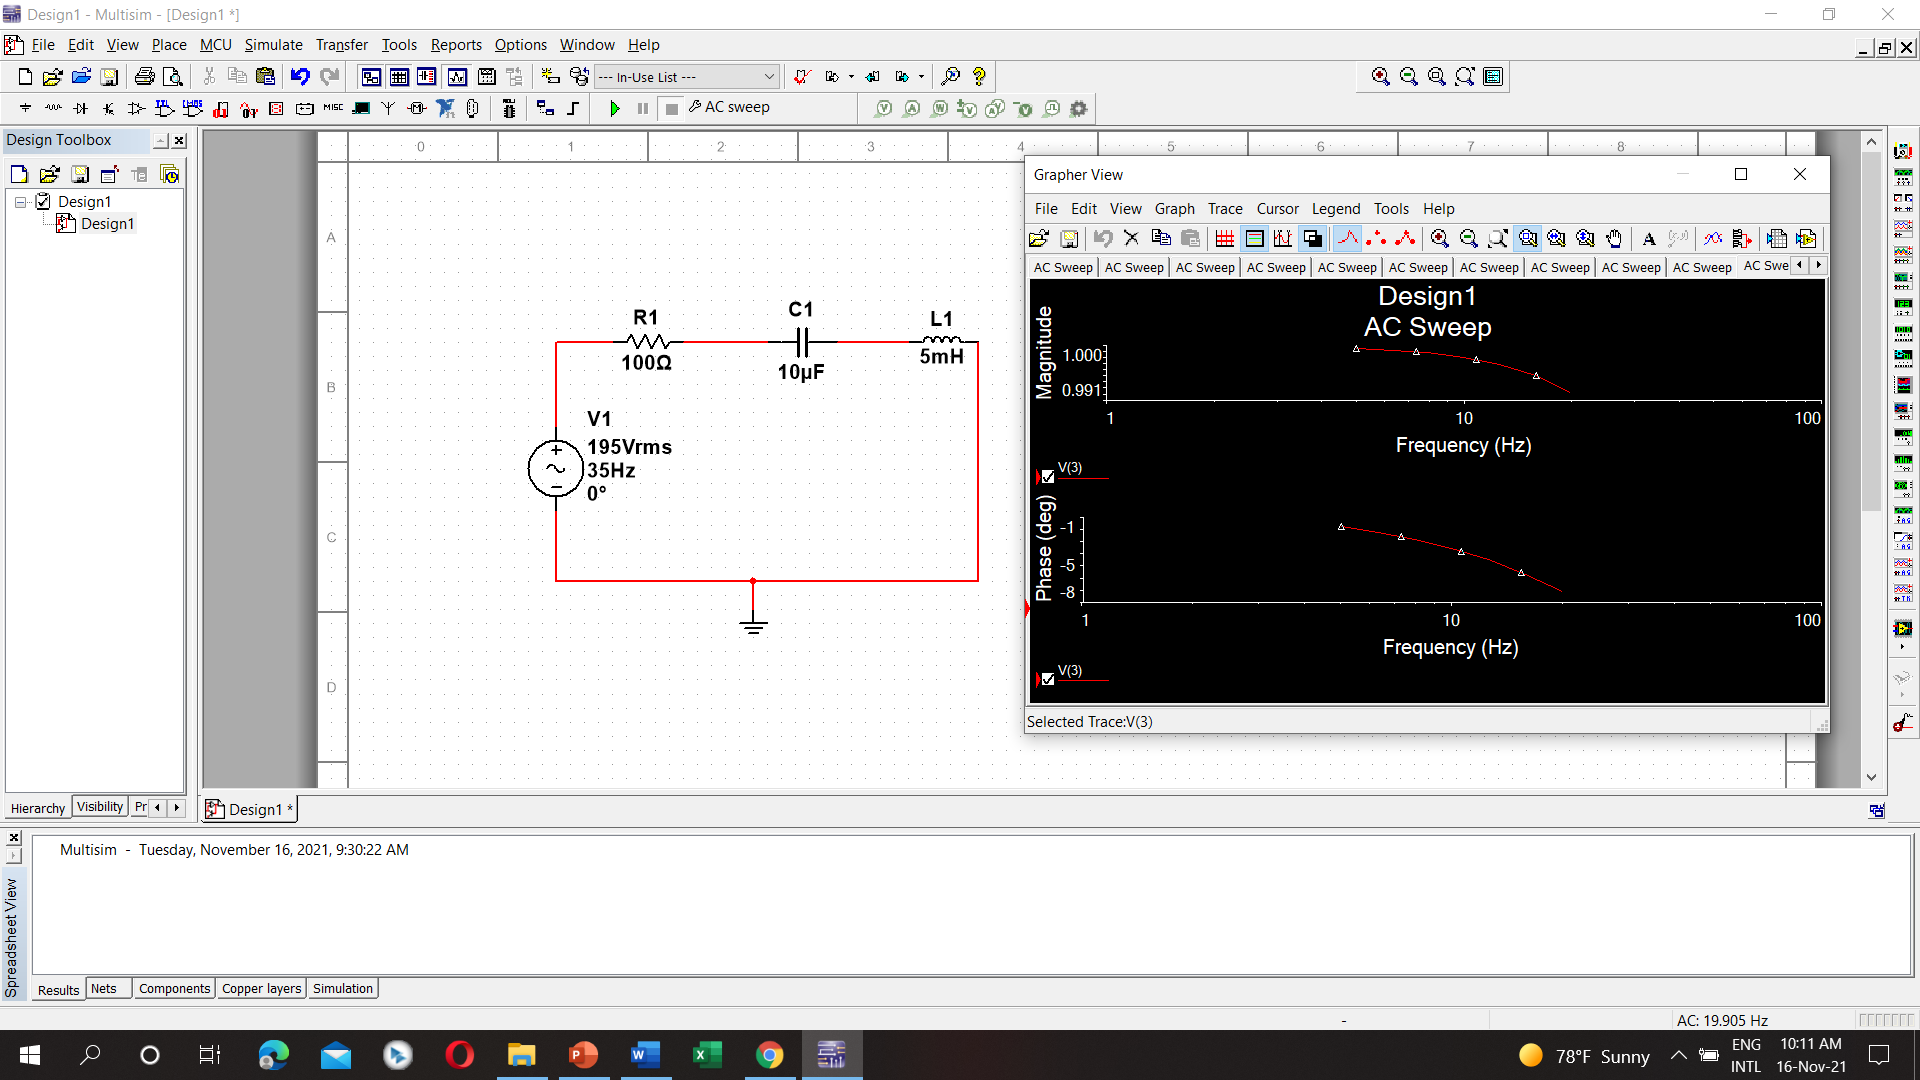 Design1 - Multisim - [Design1 *]
File Edit View Place MCU Simulate Transfer Tools Reports Options Window Help
--- In-Use List ---
MISC
AC sweep
Design Toolbox
Design1
Design1
Hierarchy Visibility Pr
0 1 2 3 4 5 6 7 8
A
B
C
D
R1
100Ω
C1
10µF
L1
5mH
V1
195Vrms
35Hz
0°
Design1 *
Grapher View
File Edit View Graph Trace Cursor Legend Tools Help
AC Sweep AC Sweep AC Sweep AC Sweep AC Sweep AC Sweep AC Sweep AC Sweep AC Sweep AC Sweep AC Swe
Design1
AC Sweep
Magnitude
1.000
0.991
1 10 100
Frequency (Hz)
V(3)
Phase (deg)
-1
-5
-8
1 10 100
Frequency (Hz)
V(3)
Selected Trace:V(3)
Spreadsheet View
Multisim - Tuesday, November 16, 2021, 9:30:22 AM
Results Nets Components Copper layers Simulation
- AC: 19.905 Hz
78°F Sunny
ENG
INTL
10:11 AM
16-Nov-21